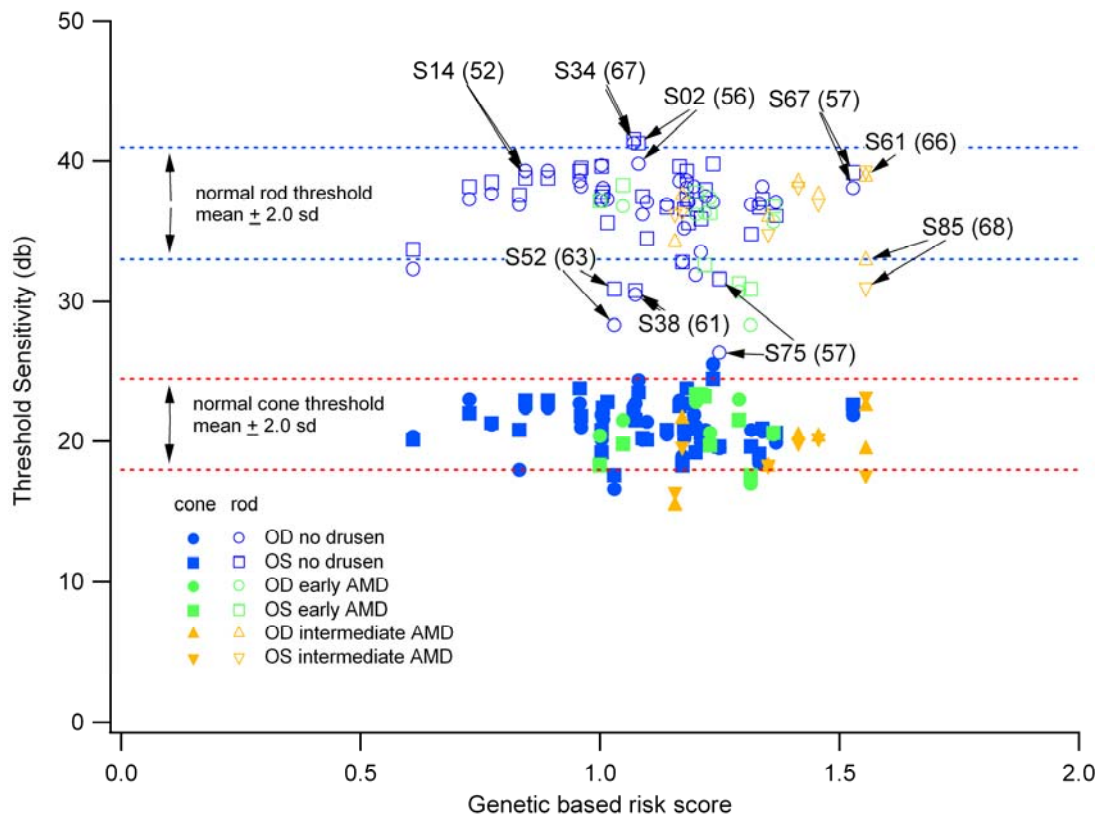 50
40
30
20
10
0
Threshold Sensitivity (db)
S14 (52)
S34 (67)
S02 (56)
S67 (57)
S61 (66)
normal rod threshold
mean ± 2.0 sd
S52 (63)
S85 (68)
S38 (61)
S75 (57)
normal cone threshold
mean ± 2.0 sd
cone rod
OD no drusen
OS no drusen
OD early AMD
OS early AMD
OD intermediate AMD
OS intermediate AMD
0.0 0.5 1.0 1.5 2.0
Genetic based risk score